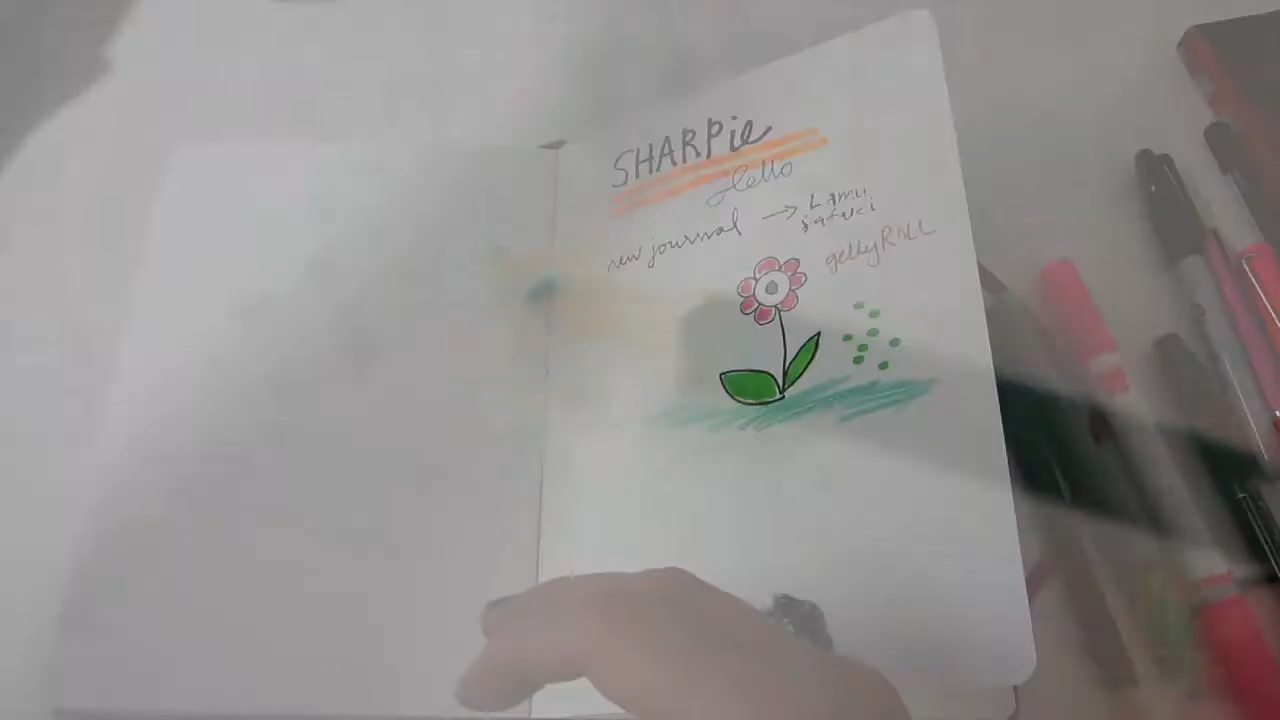 SHARPie
Hello
new journal → Lamy
safari
gellyROLL